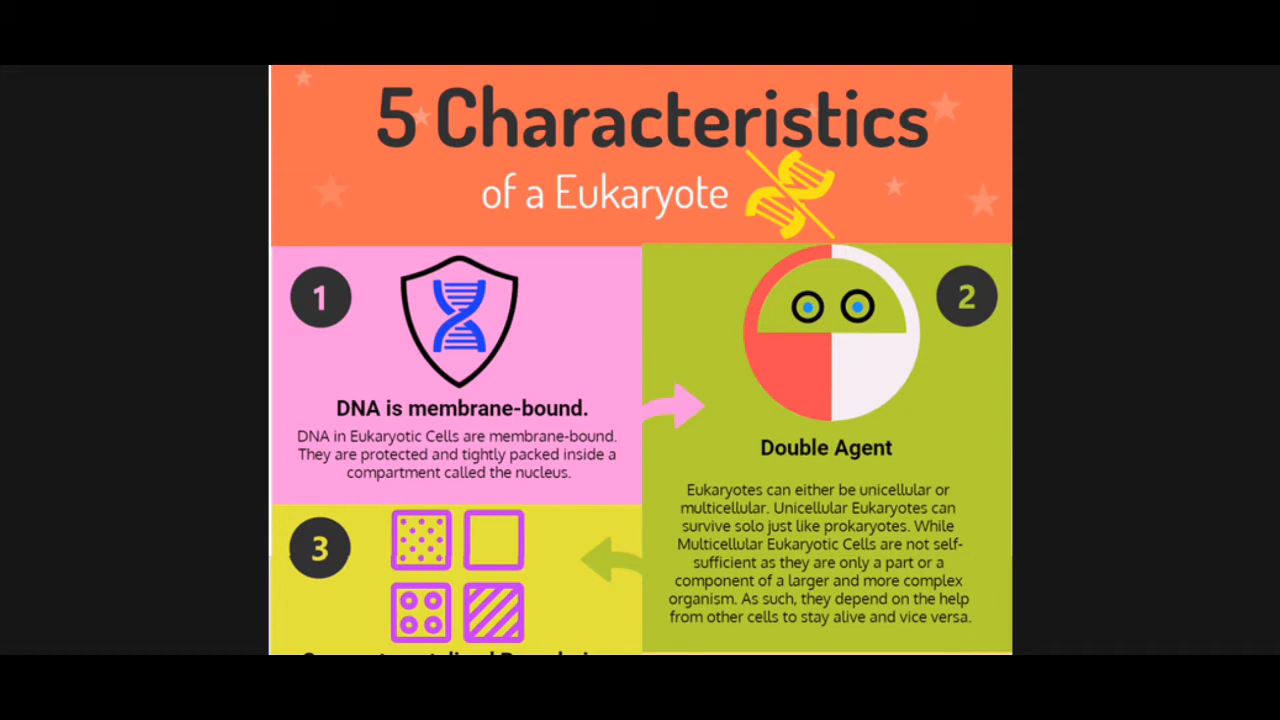 5 Characteristics
of a Eukaryote
1
DNA is membrane-bound.
DNA in Eukaryotic Cells are membrane-bound.
They are protected and tightly packed inside a
compartment called the nucleus.
2
Double Agent
Eukaryotes can either be unicellular or
multicellular. Unicellular Eukaryotes can
survive solo just like prokaryotes. While
Multicellular Eukaryotic Cells are not self-
sufficient as they are only a part or a
component of a larger and more complex
organism. As such, they depend on the help
from other cells to stay alive and vice versa.
3